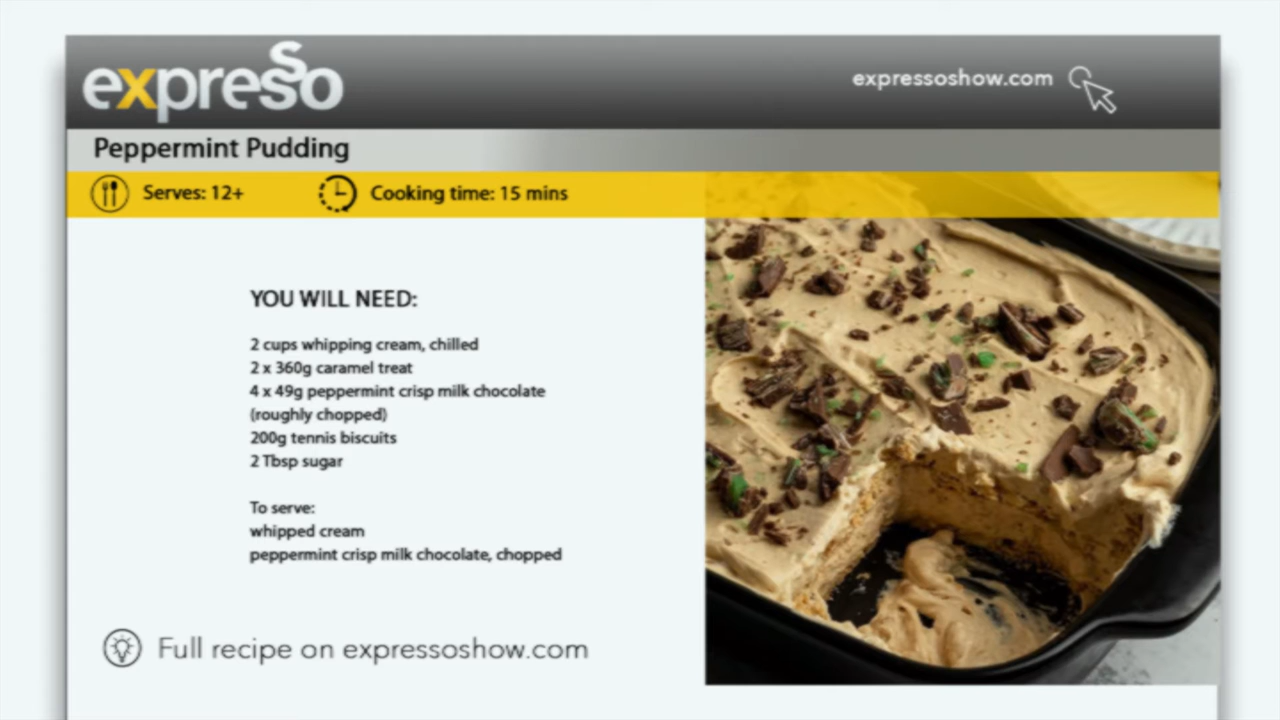 expresso
expressoshow.com
Peppermint Pudding
Serves: 12+
Cooking time: 15 mins
YOU WILL NEED:
2 cups whipping cream, chilled
2 x 360g caramel treat
4 x 49g peppermint crisp milk chocolate
(roughly chopped)
200g tennis biscuits
2 Tbsp sugar
To serve:
whipped cream
peppermint crisp milk chocolate, chopped
Full recipe on expressoshow.com